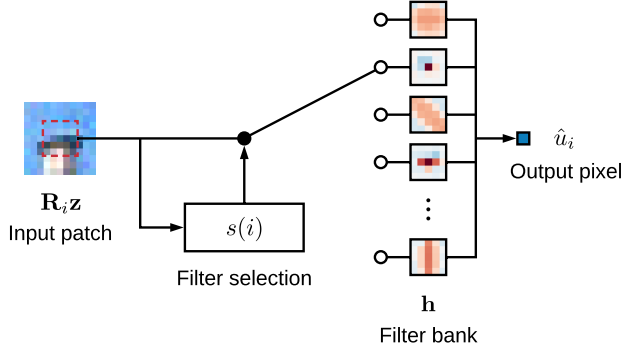 û_i
Output pixel
R_i z
Input patch
s(i)
Filter selection
⋮
h
Filter bank